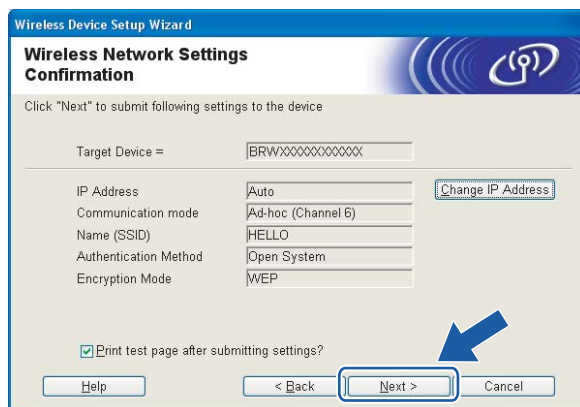 Wireless Device Setup Wizard
Wireless Network Settings
Confirmation
Click "Next" to submit following settings to the device
Target Device = BRWXXXXXXXXXXX
IP Address Auto Change IP Address
Communication mode Ad-hoc (Channel 6)
Name (SSID) HELLO
Authentication Method Open System
Encryption Mode WEP
Print test page after submitting settings?
Help < Back Next > Cancel